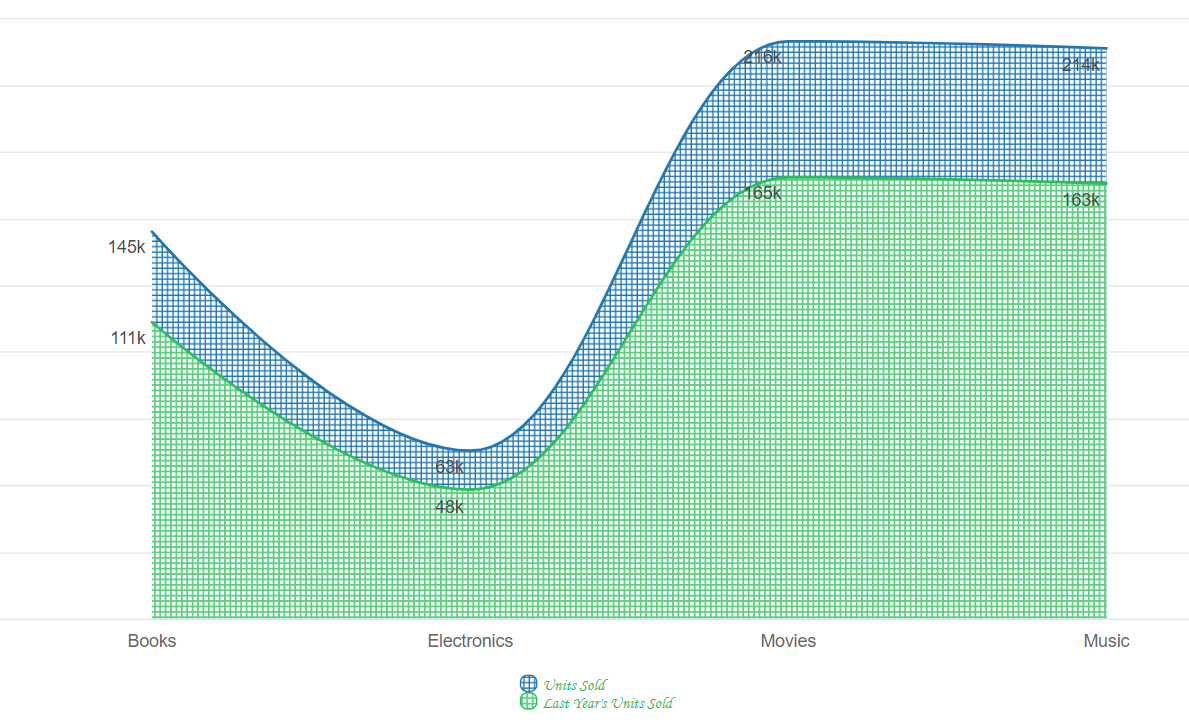 216k
214k
165k
163k
145k
111k
63k
48k
Books Electronics Movies Music
Units Sold
Last Year's Units Sold